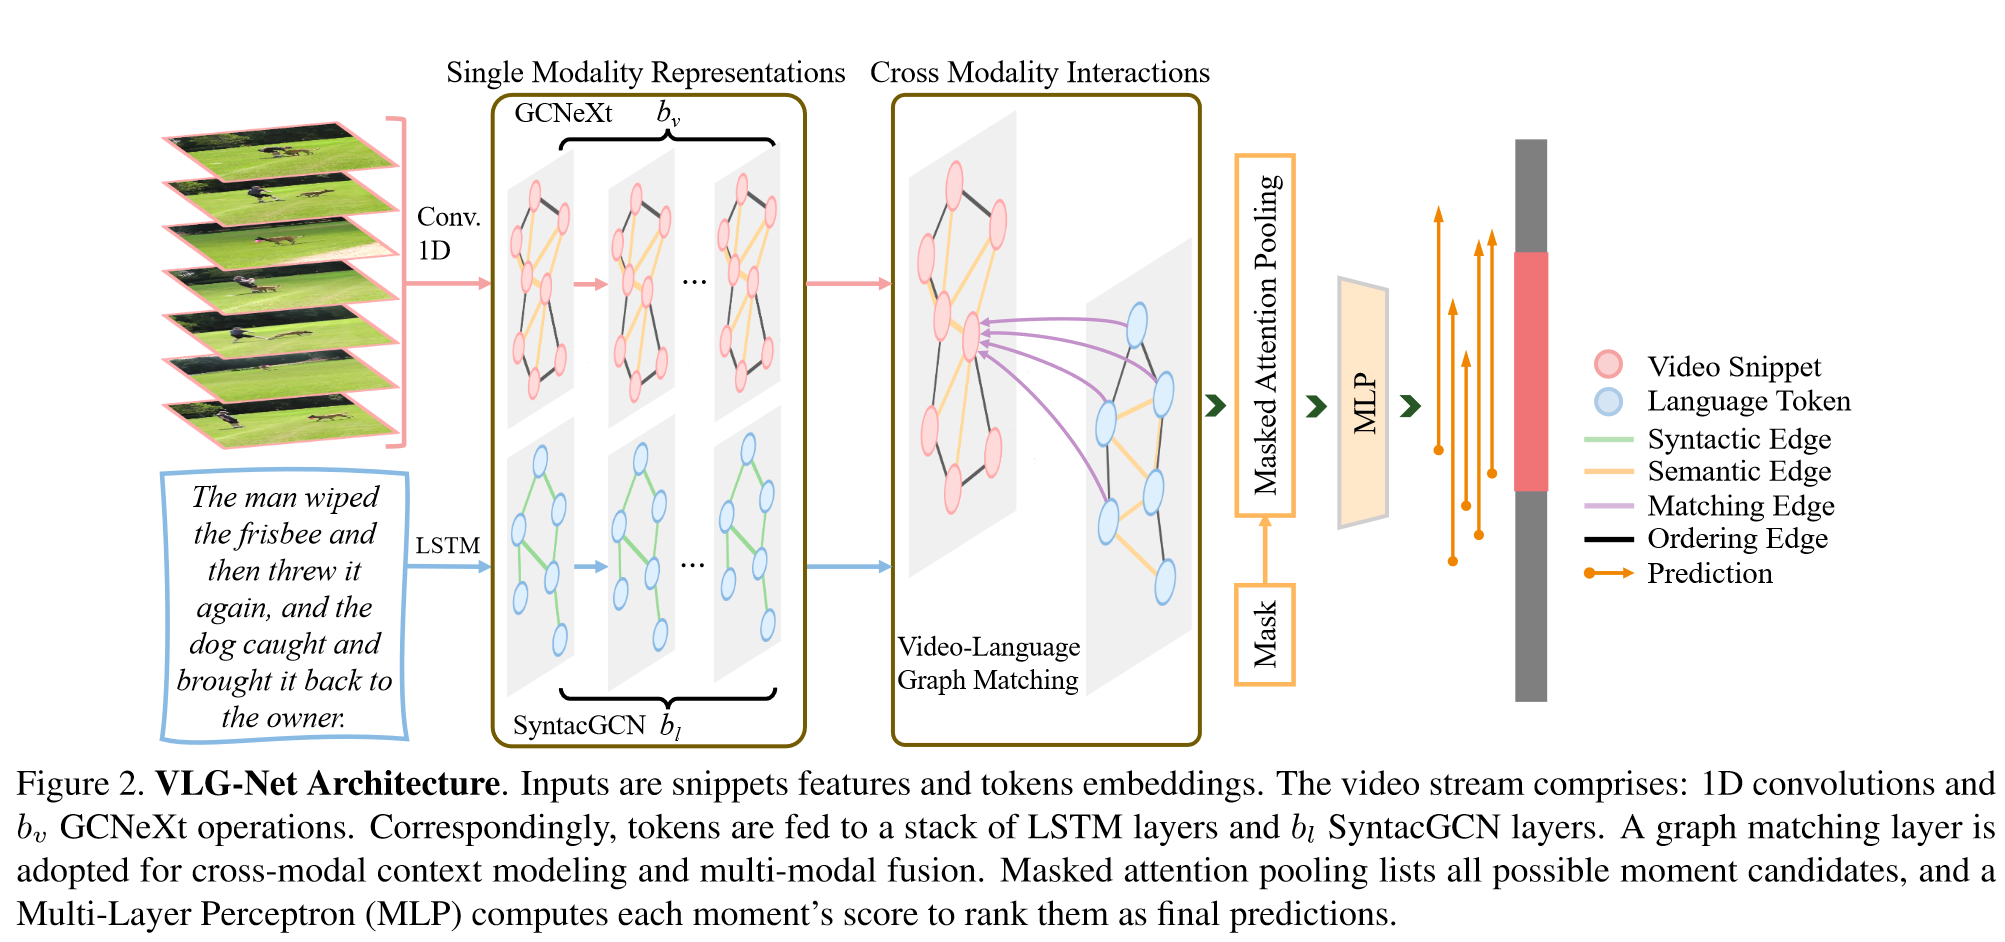 Single Modality Representations
Cross Modality Interactions
GCNeXt
b_v
Conv.
1D
...
The man wiped
the frisbee and
then threw it
again, and the
dog caught and
brought it back to
the owner.
LSTM
...
SyntacGCN b_l
Video-Language
Graph Matching
Masked Attention Pooling
Mask
MLP
Video Snippet
Language Token
Syntactic Edge
Semantic Edge
Matching Edge
Ordering Edge
Prediction
Figure 2. VLG-Net Architecture. Inputs are snippets features and tokens embeddings. The video stream comprises: 1D convolutions and
b_v GCNeXt operations. Correspondingly, tokens are fed to a stack of LSTM layers and b_l SyntacGCN layers. A graph matching layer is
adopted for cross-modal context modeling and multi-modal fusion. Masked attention pooling lists all possible moment candidates, and a
Multi-Layer Perceptron (MLP) computes each moment's score to rank them as final predictions.